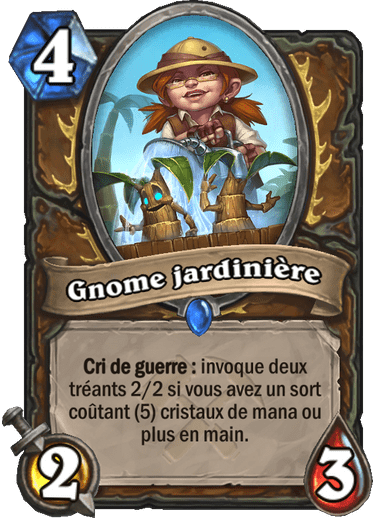 4
Gnome jardinière
Cri de guerre : invoque deux
tréants 2/2 si vous avez un sort
coûtant (5) cristaux de mana ou
plus en main.
2
3